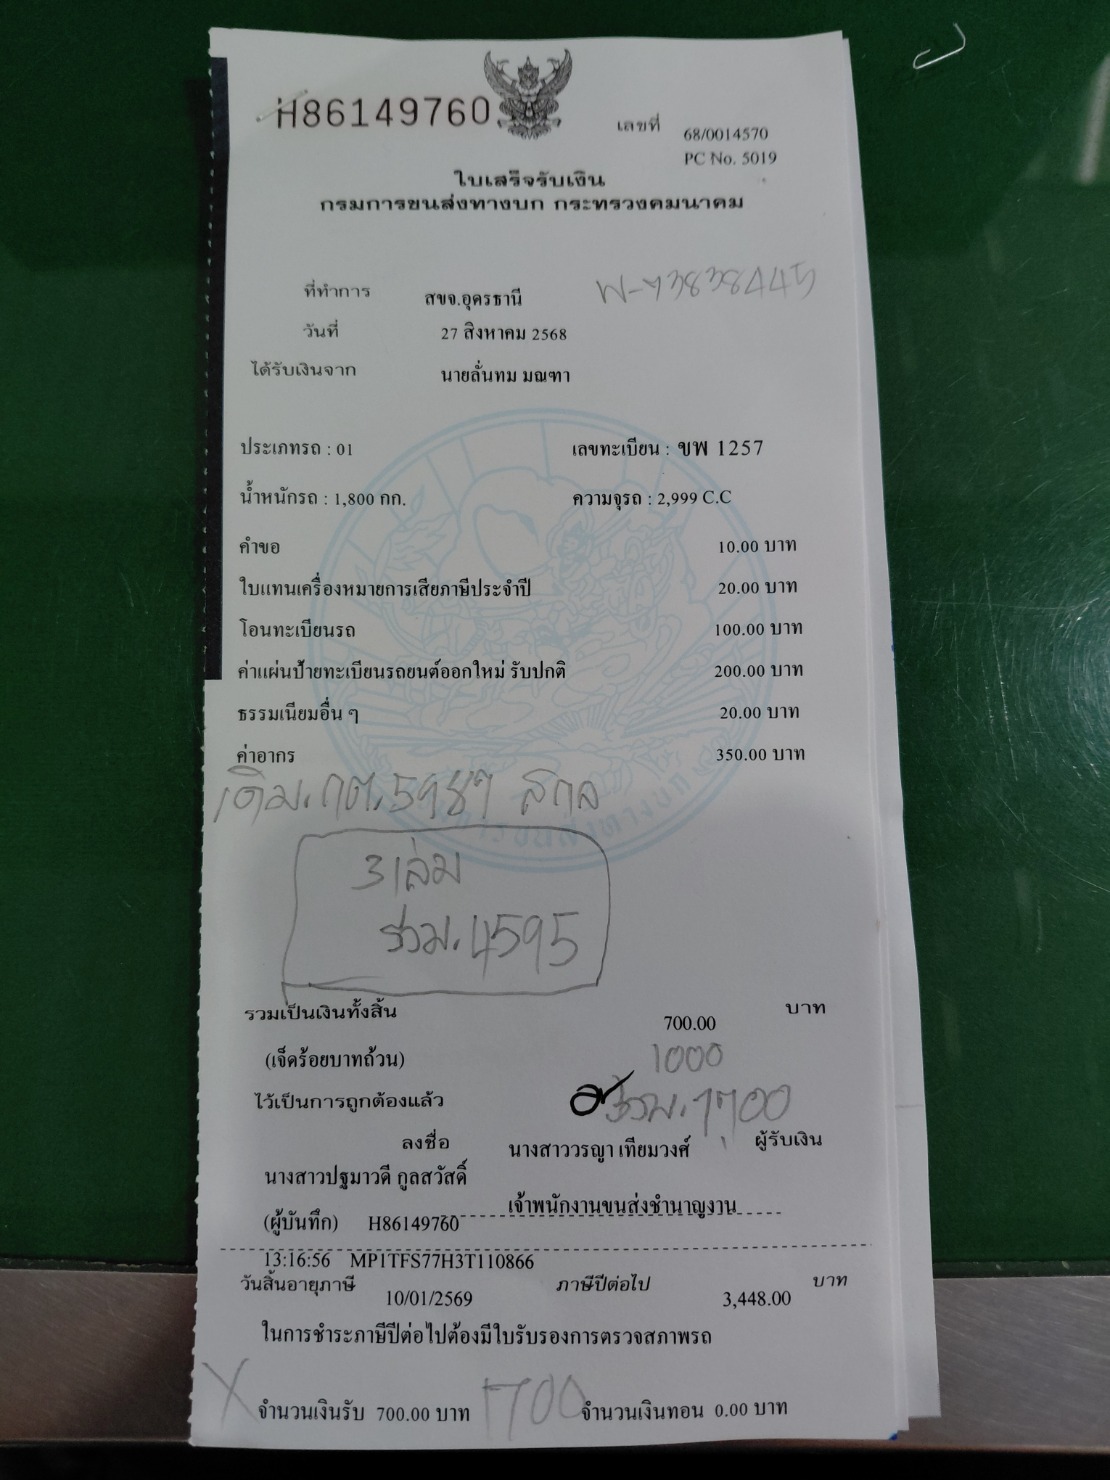 H86149760
เลขที่ 68/0014570
PC No. 5019
ใบเสร็จรับเงิน
กรมการขนส่งทางบก กระทรวงคมนาคม
ที่ทำการ สขจ.อุดรธานี
วันที่ 27 สิงหาคม 2568
ได้รับเงินจาก นายลั่นทม มณฑา
ประเภทรถ : 01 เลขทะเบียน : ขพ 1257
น้ำหนักรถ : 1,800 กก. ความจุรถ : 2,999 C.C
คำขอ 10.00 บาท
ใบแทนเครื่องหมายการเสียภาษีประจำปี 20.00 บาท
โอนทะเบียนรถ 100.00 บาท
ค่าแผ่นป้ายทะเบียนรถยนต์ออกใหม่ รับปกติ 200.00 บาท
ธรรมเนียมอื่น ๆ 20.00 บาท
ค่าอากร 350.00 บาท
เดิม.
3 เล่ม
รวม.4595
รวมเป็นเงินทั้งสิ้น 700.00 บาท
(เจ็ดร้อยบาทถ้วน) 1000
ไว้เป็นการถูกต้องแล้ว รวม.1700
ลงชื่อ นางสาววรญา เทียมวงศ์ ผู้รับเงิน
นางสาวปฐมาวดี กูลสวัสดิ์
เจ้าพนักงานขนส่งชำนาญงาน
(ผู้บันทึก) H86149760
13:16:56 MP1TFS77H3T110866
วันสิ้นอายุภาษี 10/01/2569 ภาษีปีต่อไป 3,448.00 บาท
ในการชำระภาษีปีต่อไปต้องมีใบรับรองการตรวจสภาพรถ
จำนวนเงินรับ 700.00 บาท 1700 จำนวนเงินทอน 0.00 บาท